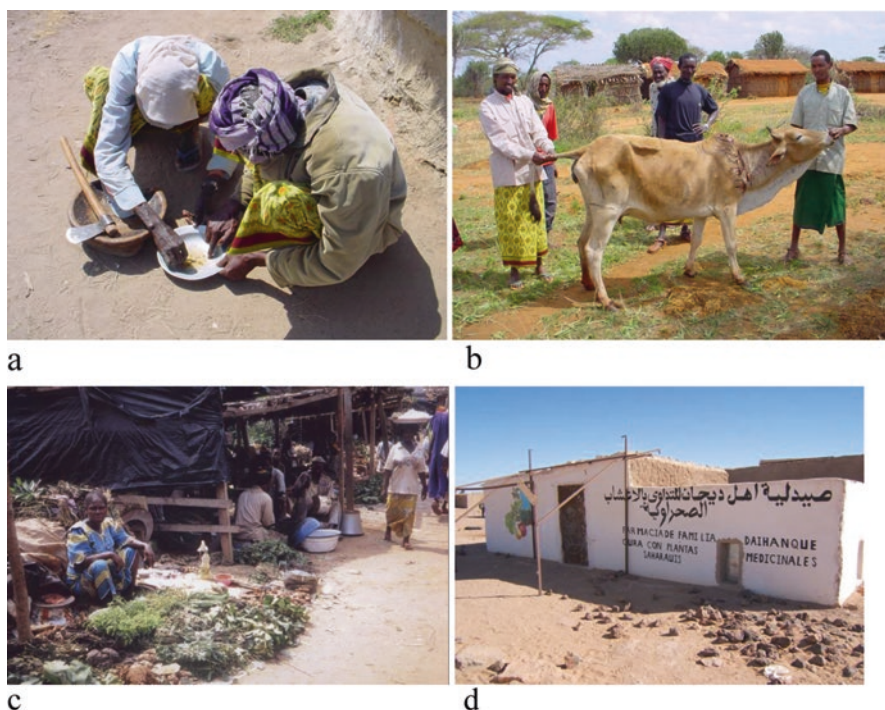 a
b
c
d
صيدلية اهل ديحان للتداوي بالاعشاب
الصحراوية
FARMACIA DE FAMILIA DAIHANQUE
CURA CON PLANTAS MEDICINALES
SAHARAUIS